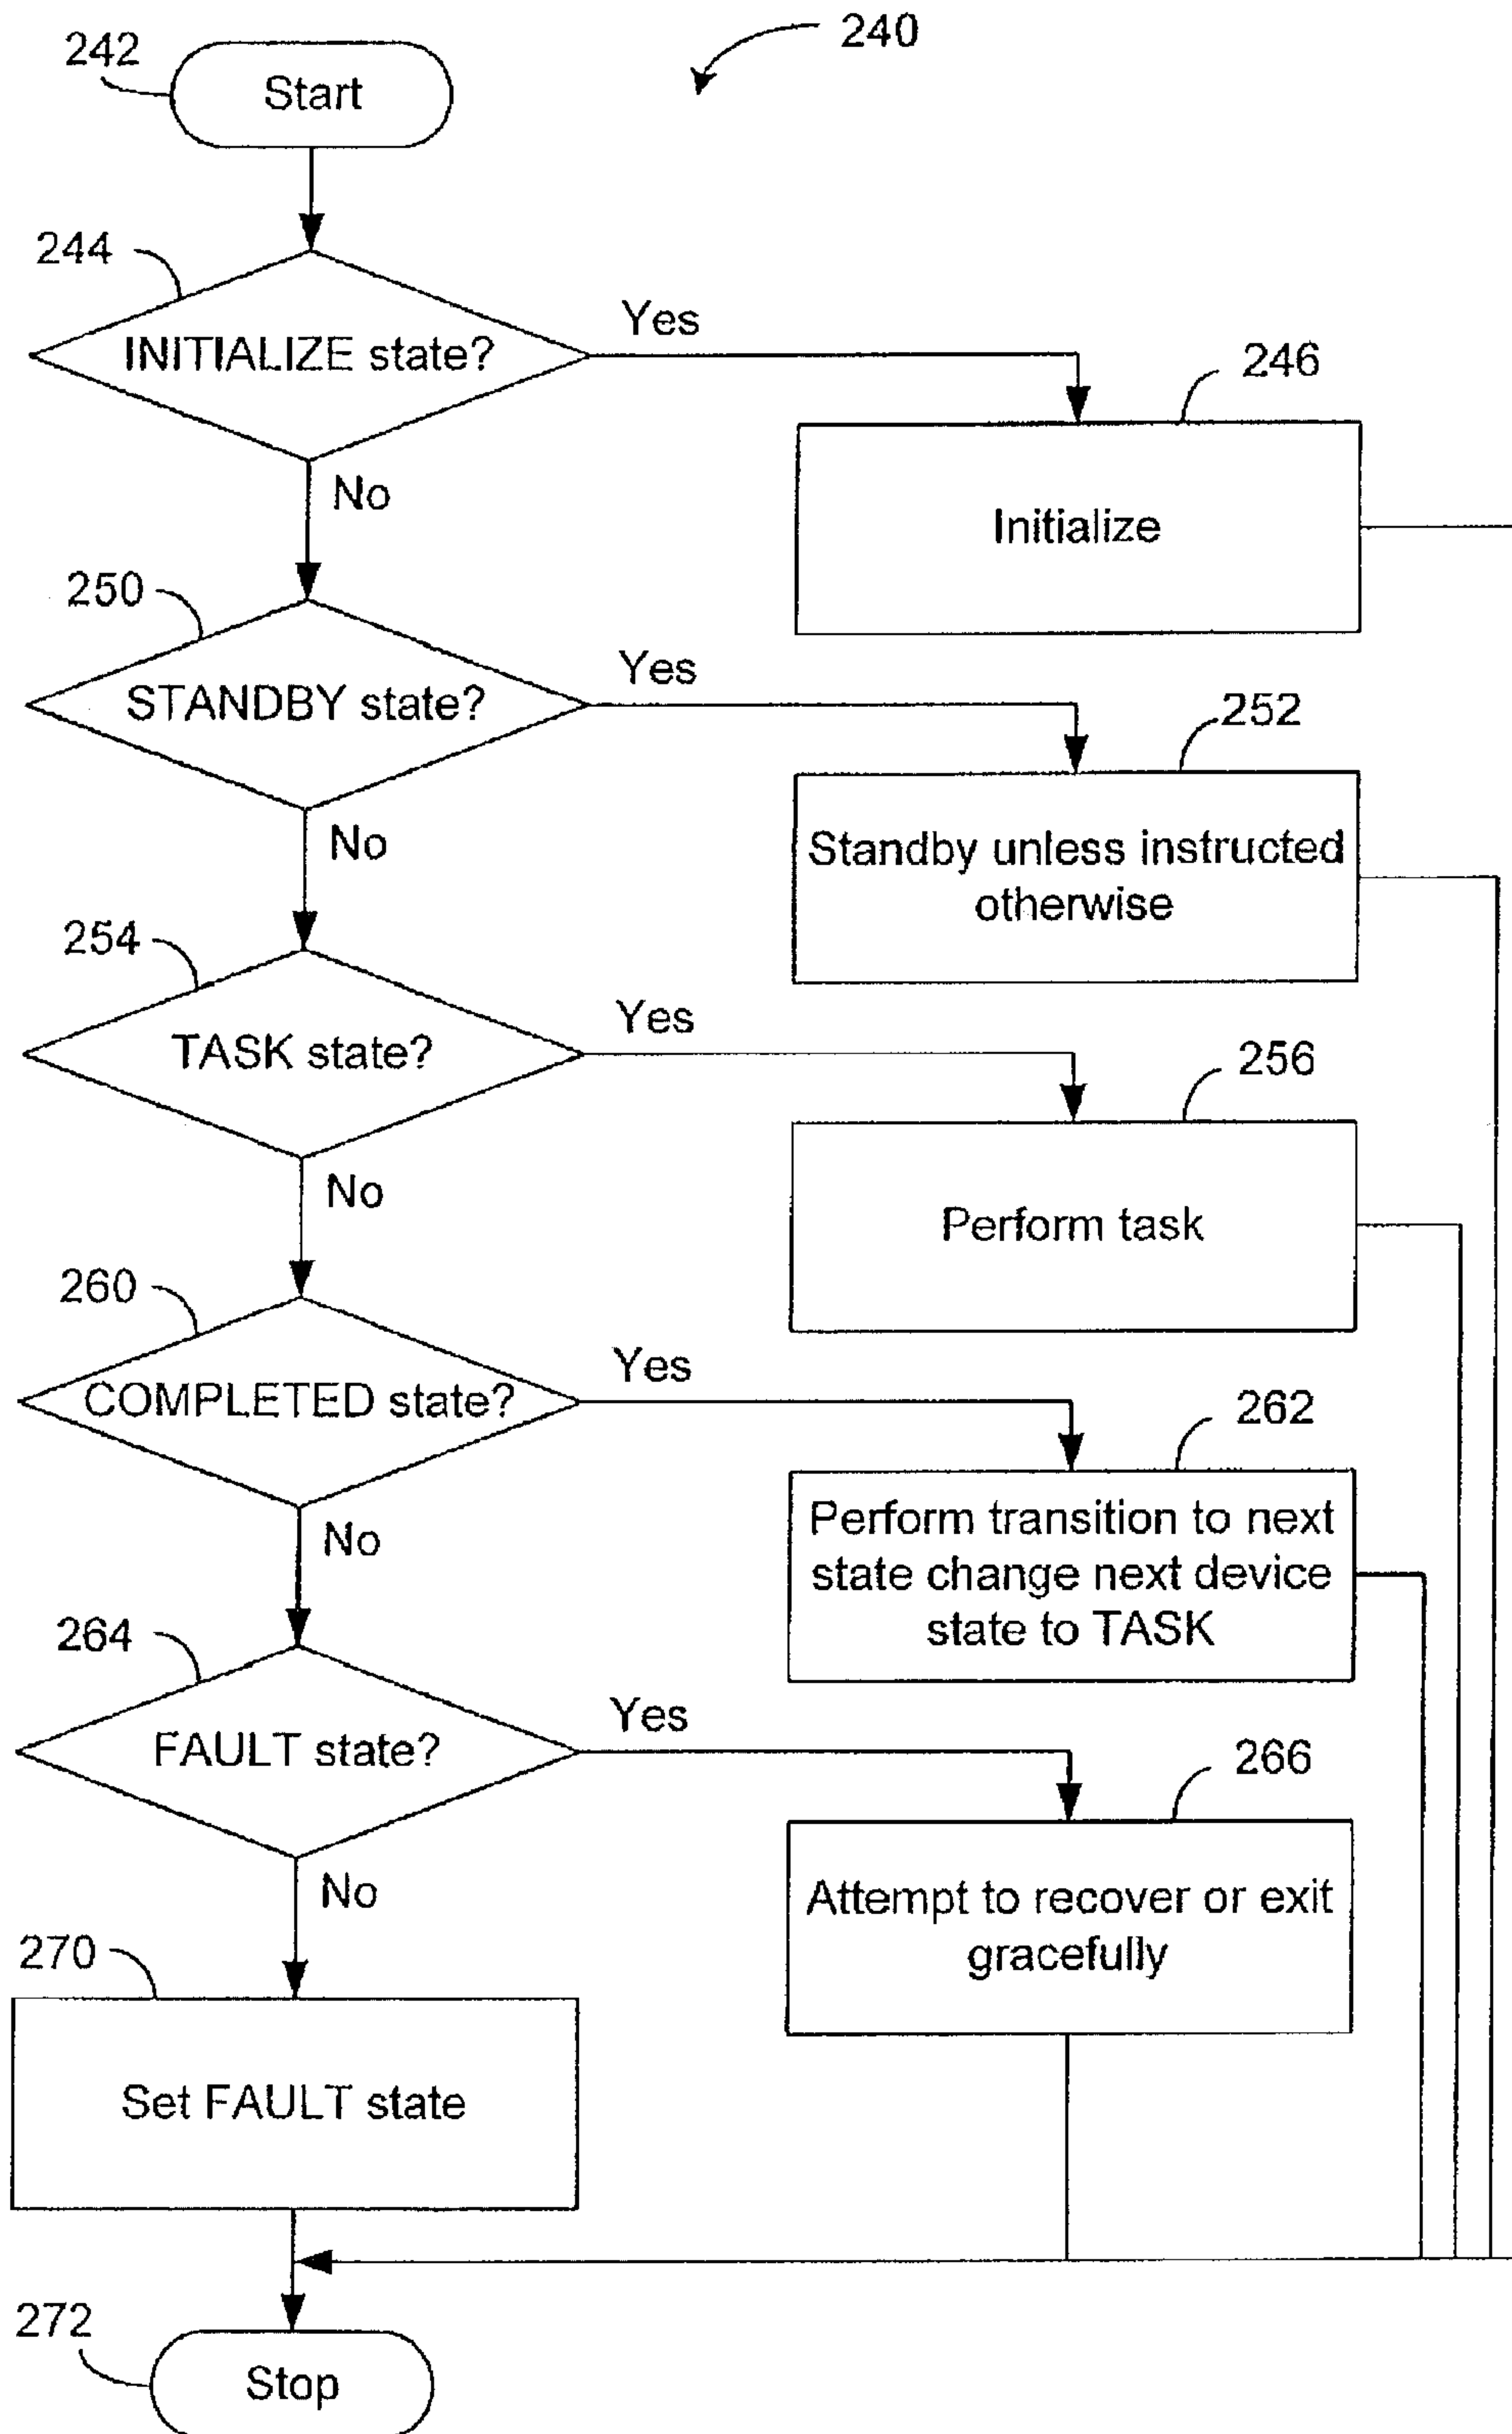 240
242
Start
244
INITIALIZE state?
Yes
246
Initialize
No
250
STANDBY state?
Yes
252
Standby unless instructed
otherwise
No
254
TASK state?
Yes
256
Perform task
No
260
COMPLETED state?
Yes
262
Perform transition to next
state change next device
state to TASK
No
264
FAULT state?
Yes
266
Attempt to recover or exit
gracefully
No
270
Set FAULT state
272
Stop